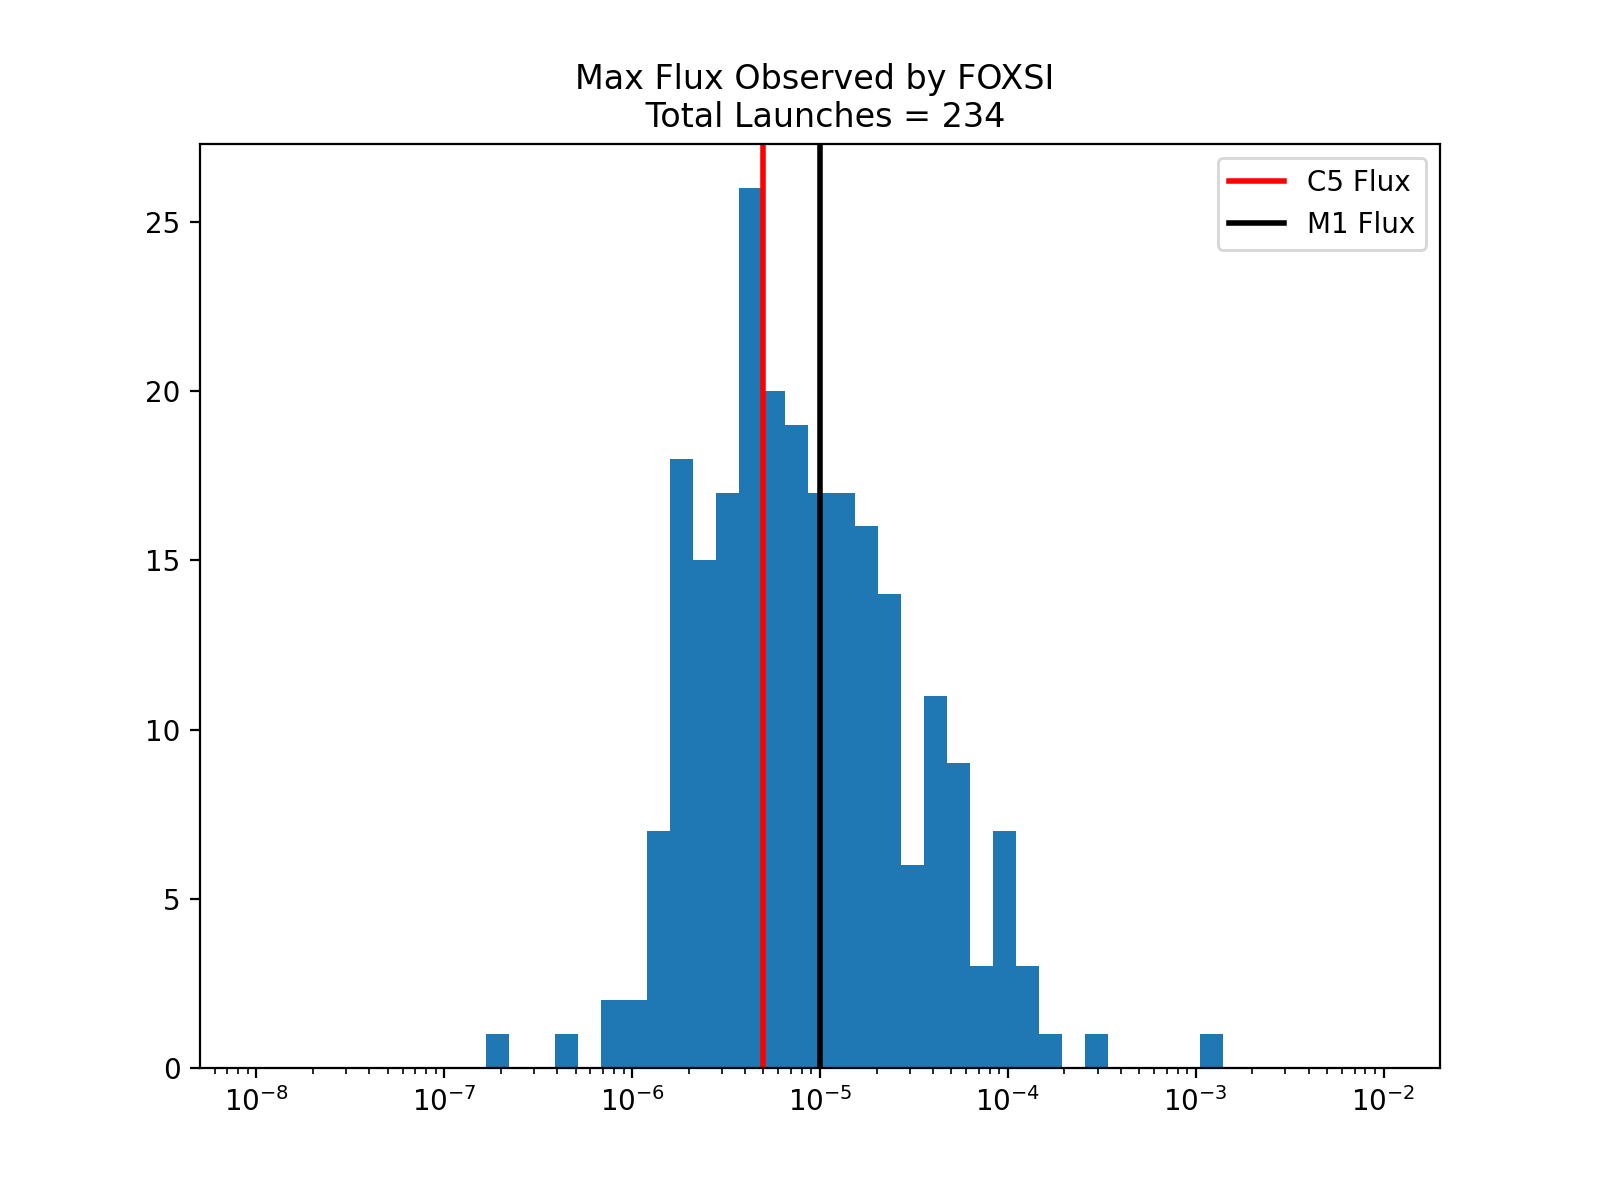 Max Flux Observed by FOXSI
Total Launches = 234
C5 Flux
M1 Flux
25
20
15
10
5
0
10⁻⁸ 10⁻⁷ 10⁻⁶ 10⁻⁵ 10⁻⁴ 10⁻³ 10⁻²